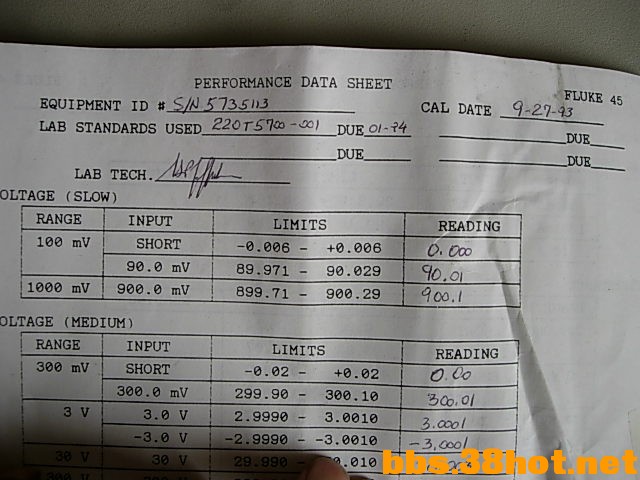 PERFORMANCE DATA SHEET
FLUKE 45
EQUIPMENT ID # S/N 5735113 CAL DATE 9-27-93
LAB STANDARDS USED 220T5700-001 DUE 01-94 DUE
DUE DUE
LAB TECH.
OLTAGE (SLOW)
RANGE INPUT LIMITS READING
100 mV SHORT -0.006 - +0.006 0.000
90.0 mV 89.971 - 90.029 90.01
1000 mV 900.0 mV 899.71 - 900.29 900.1
OLTAGE (MEDIUM)
RANGE INPUT LIMITS READING
300 mV SHORT -0.02 - +0.02 0.00
300.0 mV 299.90 - 300.10 300.01
3 V 3.0 V 2.9990 - 3.0010 3.0001
-3.0 V -2.9990 - -3.0010 -3.0001
30 V 30 V 29.990 - .010
bbs.38hot.net